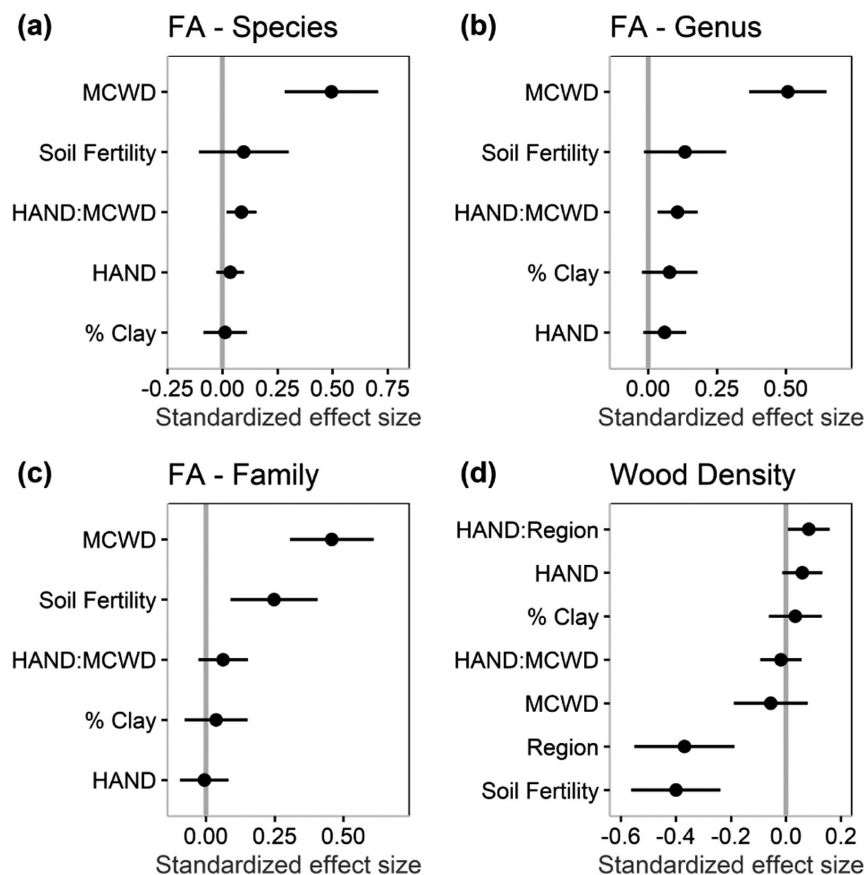 (a) FA - Species
MCWD
Soil Fertility
HAND:MCWD
HAND
% Clay
-0.25 0.00 0.25 0.50 0.75
Standardized effect size
(b) FA - Genus
MCWD
Soil Fertility
HAND:MCWD
% Clay
HAND
0.00 0.25 0.50
Standardized effect size
(c) FA - Family
MCWD
Soil Fertility
HAND:MCWD
% Clay
HAND
0.00 0.25 0.50
Standardized effect size
(d) Wood Density
HAND:Region
HAND
% Clay
HAND:MCWD
MCWD
Region
Soil Fertility
-0.6 -0.4 -0.2 0.0 0.2
Standardized effect size